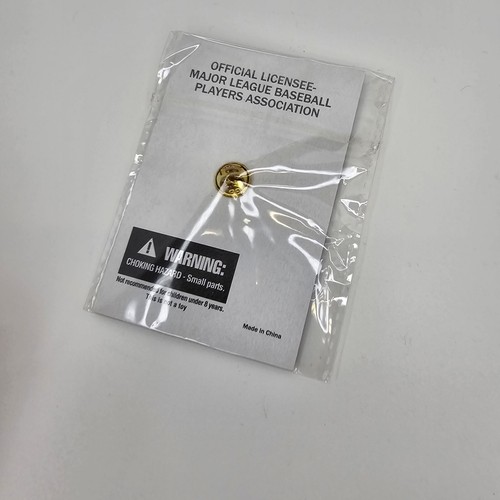 OFFICIAL LICENSEE-
MAJOR LEAGUE BASEBALL
PLAYERS ASSOCIATION
WARNING:
CHOKING HAZARD - Small parts.
Not recommended for children under 8 years.
This is not a toy
Made in China